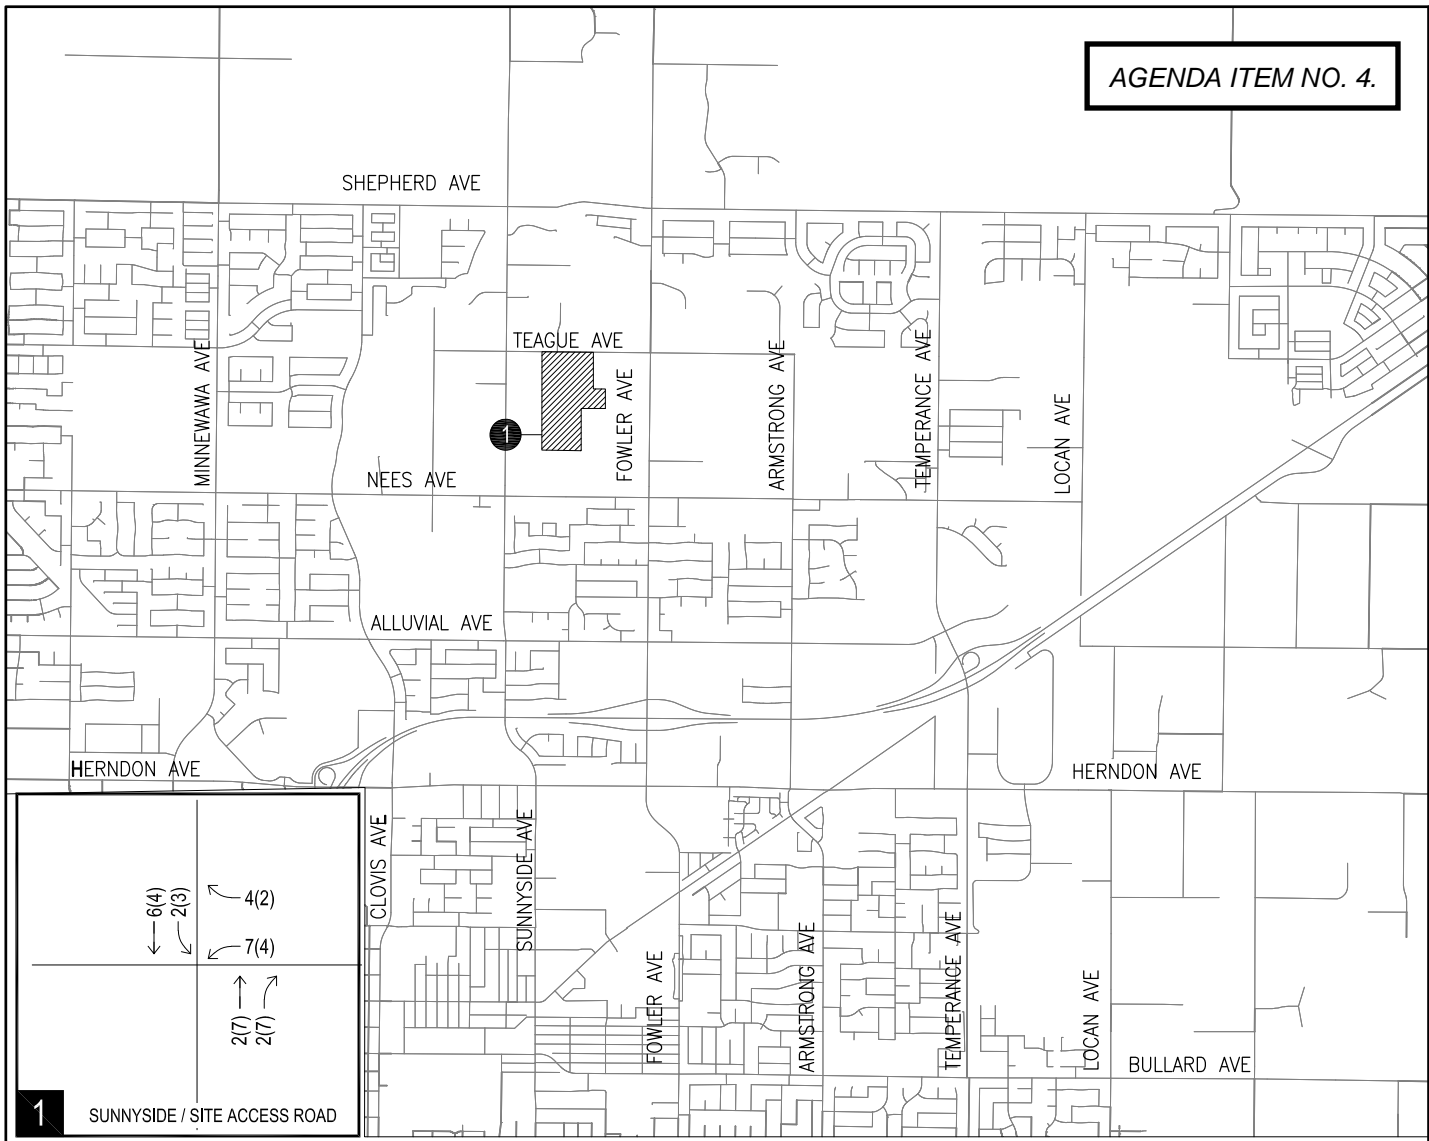 AGENDA ITEM NO. 4.
SHEPHERD AVE
TEAGUE AVE
MINNEWAWA AVE
FOWLER AVE
ARMSTRONG AVE
TEMPERANCE AVE
LOCAN AVE
1
NEES AVE
ALLUVIAL AVE
HERNDON AVE
HERNDON AVE
CLOVIS AVE
SUNNYSIDE AVE
FOWLER AVE
ARMSTRONG AVE
TEMPERANCE AVE
LOCAN AVE
BULLARD AVE
6(4)
2(3)
4(2)
7(4)
2(7)
2(7)
1
SUNNYSIDE / SITE ACCESS ROAD